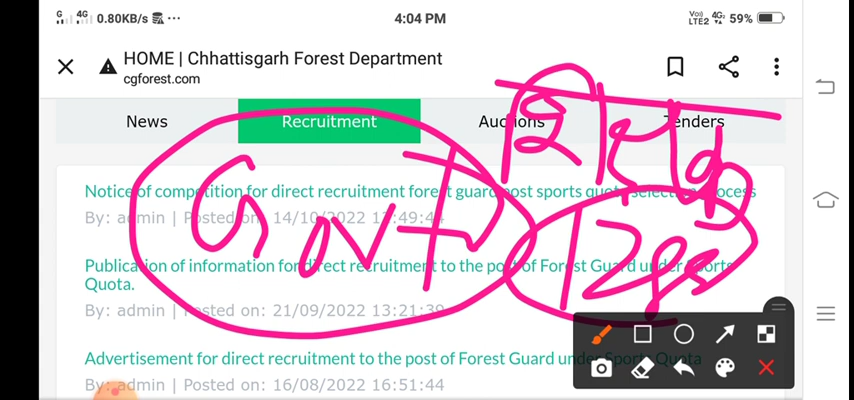 0.80KB/s 4:04 PM 59%
HOME | Chhattisgarh Forest Department
cgforest.com
News Recruitment Auctions Tenders
Notice of competition for direct recruitment forest guard post sports quota selection process
By: admin | Posted on: 14/10/2022
Govt
12
Publication of information for direct recruitment to the post of Forest Guard under Sports
Quota.
By: admin | Posted on: 21/09/2022 13:21:39
Advertisement for direct recruitment to the post of Forest Guard under Sports Quota
By: admin | Posted on: 16/08/2022 16:51:44